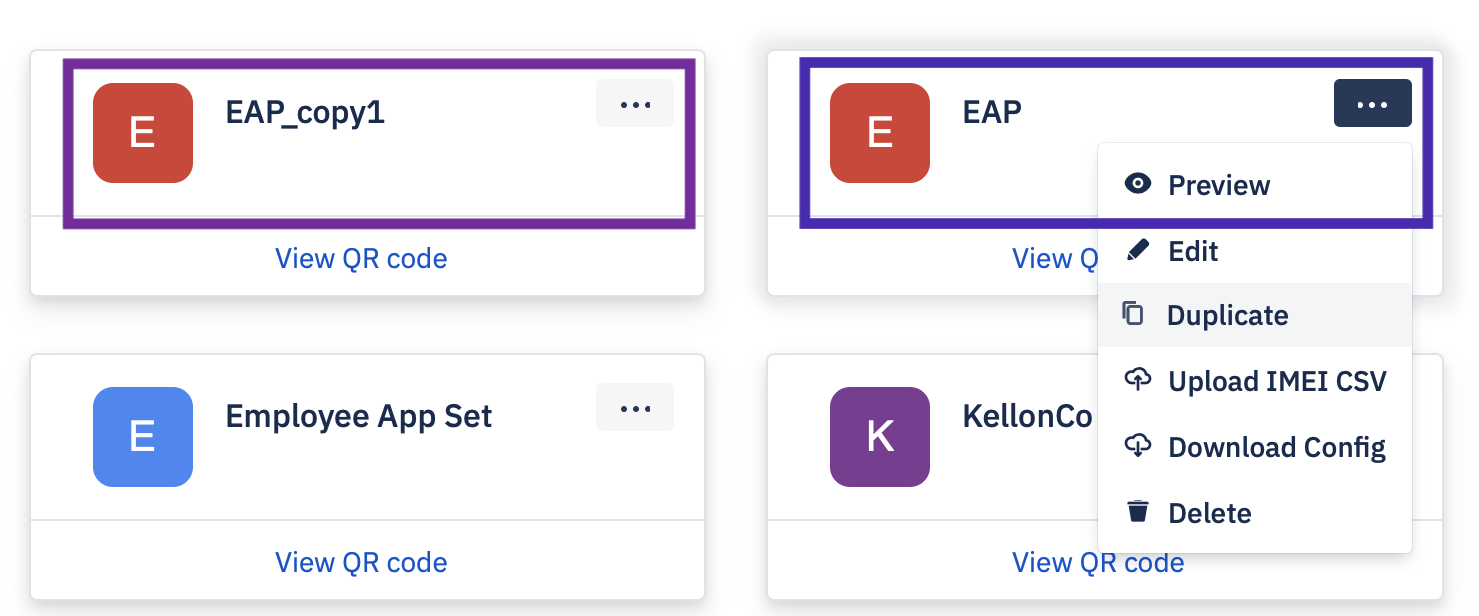 E
EAP_copy1
...
View QR code
E
EAP
...
View Q
Preview
Edit
Duplicate
Upload IMEI CSV
Download Config
Delete
E
Employee App Set
...
View QR code
K
KellonCo
View QR code